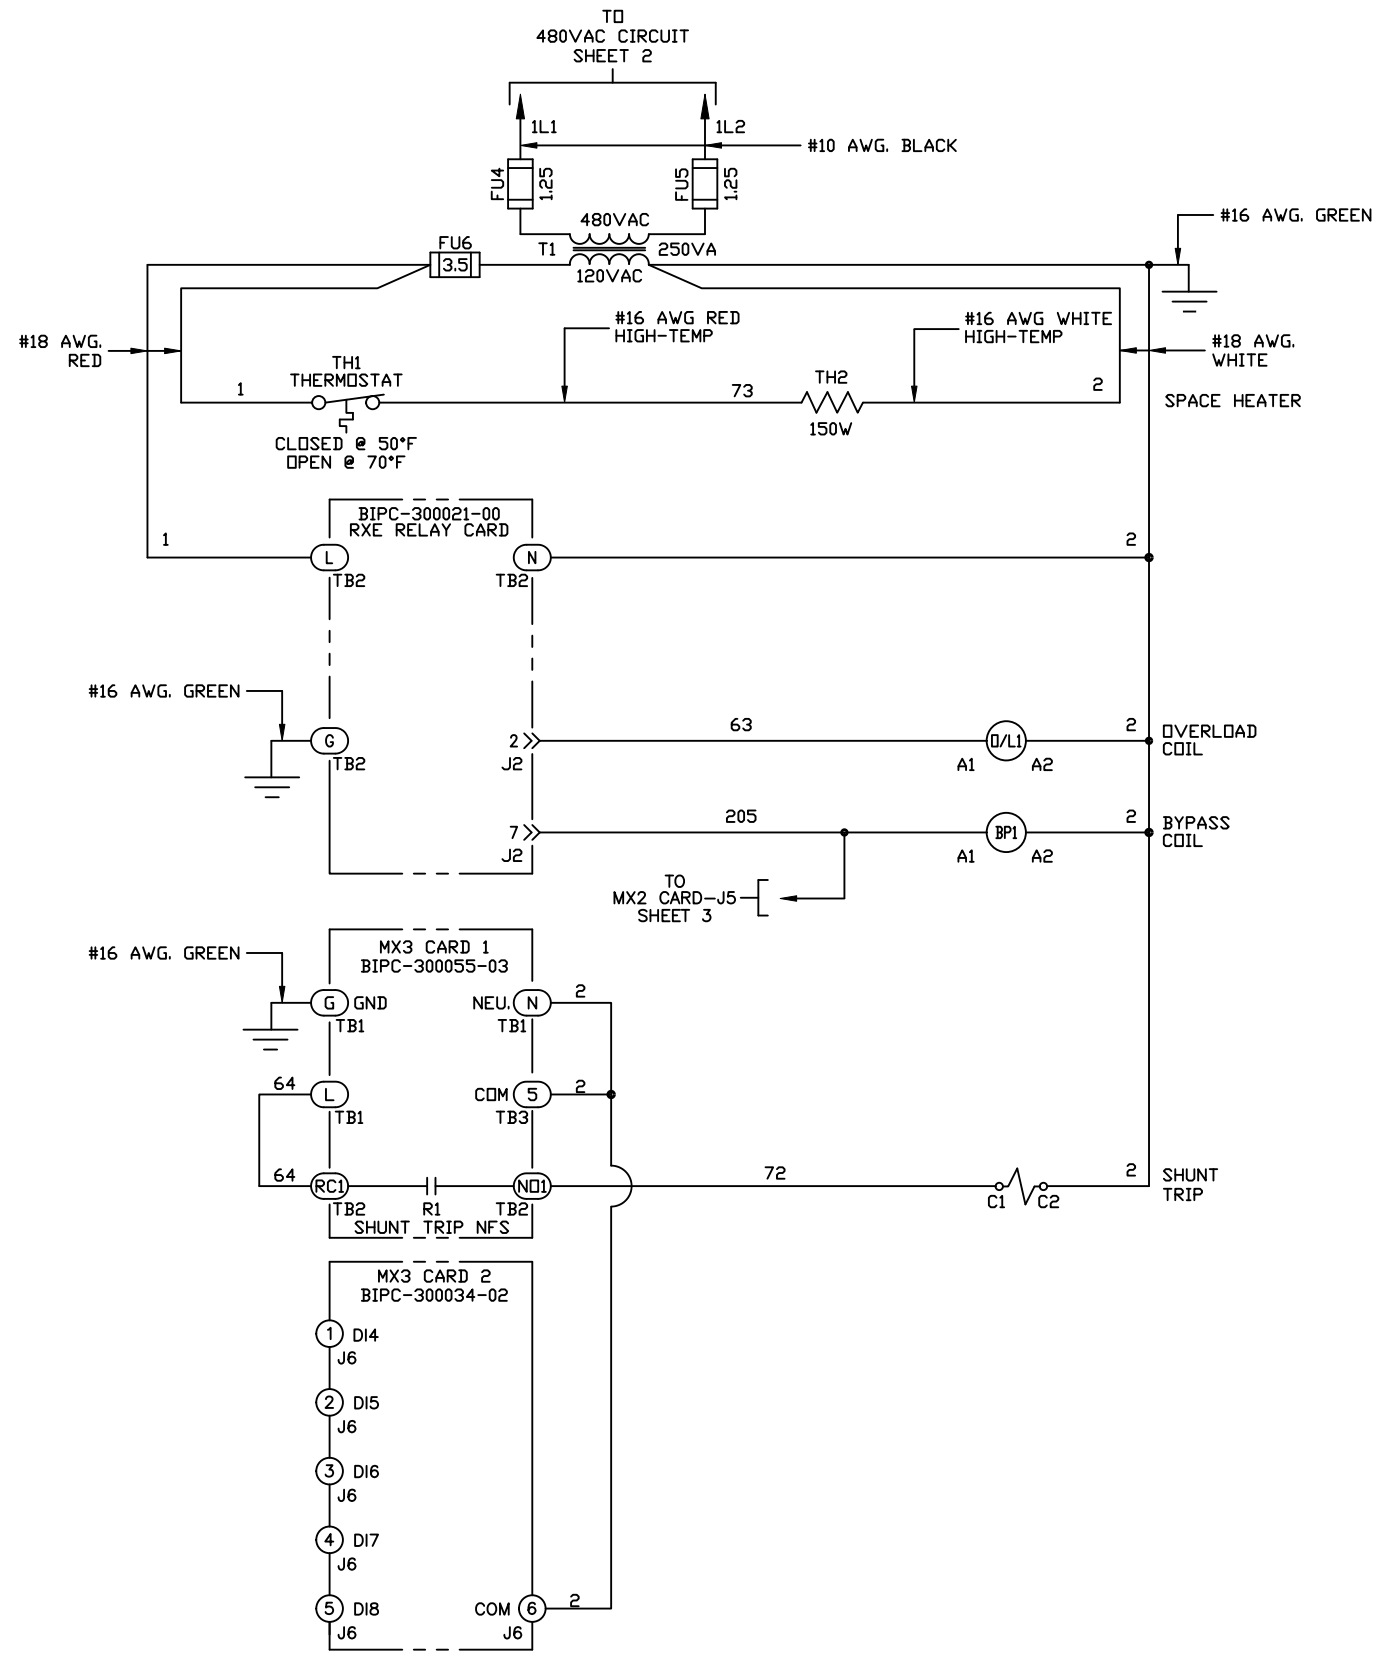 TO
480VAC CIRCUIT
SHEET 2
1L1
1L2
#10 AWG. BLACK
FU4
1.25
FU5
1.25
480VAC
#16 AWG. GREEN
FU6
T1
250VA
3.5
120VAC
#16 AWG RED
HIGH-TEMP
#16 AWG WHITE
HIGH-TEMP
#18 AWG.
RED
#18 AWG.
WHITE
TH1
THERMOSTAT
TH2
1
73
2
SPACE HEATER
150W
CLOSED @ 50°F
OPEN @ 70°F
BIPC-300021-00
RXE RELAY CARD
1
L
N
2
TB2
TB2
#16 AWG. GREEN
G
TB2
2
J2
63
O/L1
A1
A2
2
OVERLOAD
COIL
7
J2
205
BP1
A1
A2
2
BYPASS
COIL
TO
MX2 CARD-J5
SHEET 3
#16 AWG. GREEN
MX3 CARD 1
BIPC-300055-03
G GND
NEU. N
2
TB1
TB1
64
L
COM 5
2
TB1
TB3
64
RC1
NO1
72
2
SHUNT
TRIP
TB2
R1
TB2
C1
C2
SHUNT TRIP NFS
MX3 CARD 2
BIPC-300034-02
1 DI4
J6
2 DI5
J6
3 DI6
J6
4 DI7
J6
5 DI8
COM 6
2
J6
J6